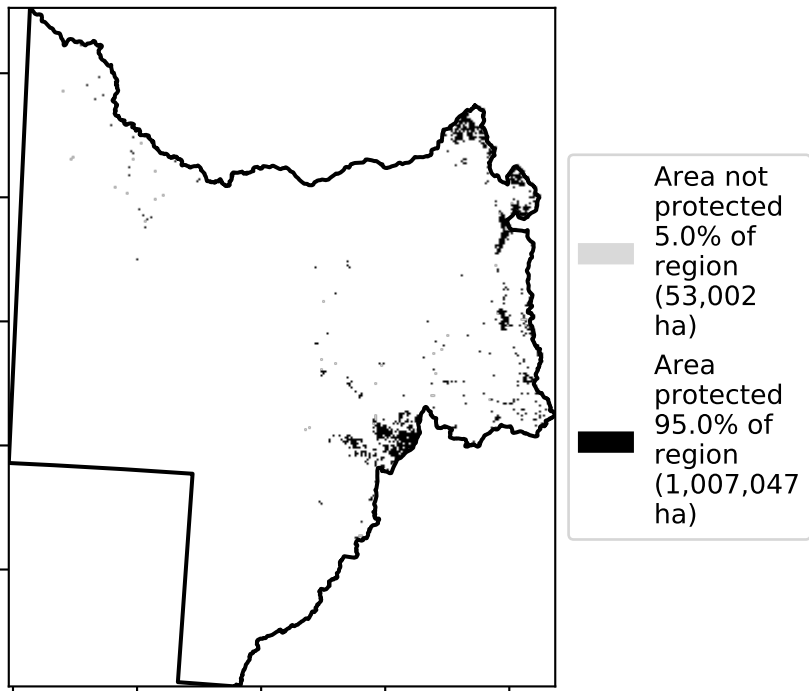 Area not
protected
5.0% of
region
(53,002
ha)
Area
protected
95.0% of
region
(1,007,047
ha)